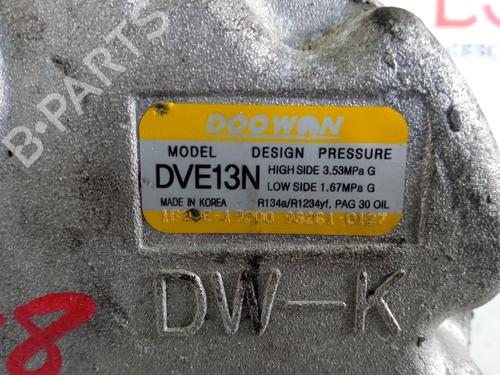 B-PARTS
DOOWON
MODEL DESIGN PRESSURE
DVE13N HIGH SIDE 3.53MPa G
LOW SIDE 1.67MPa G
MADE IN KOREA R134a/R1234yf, PAG 30 OIL
DW-K